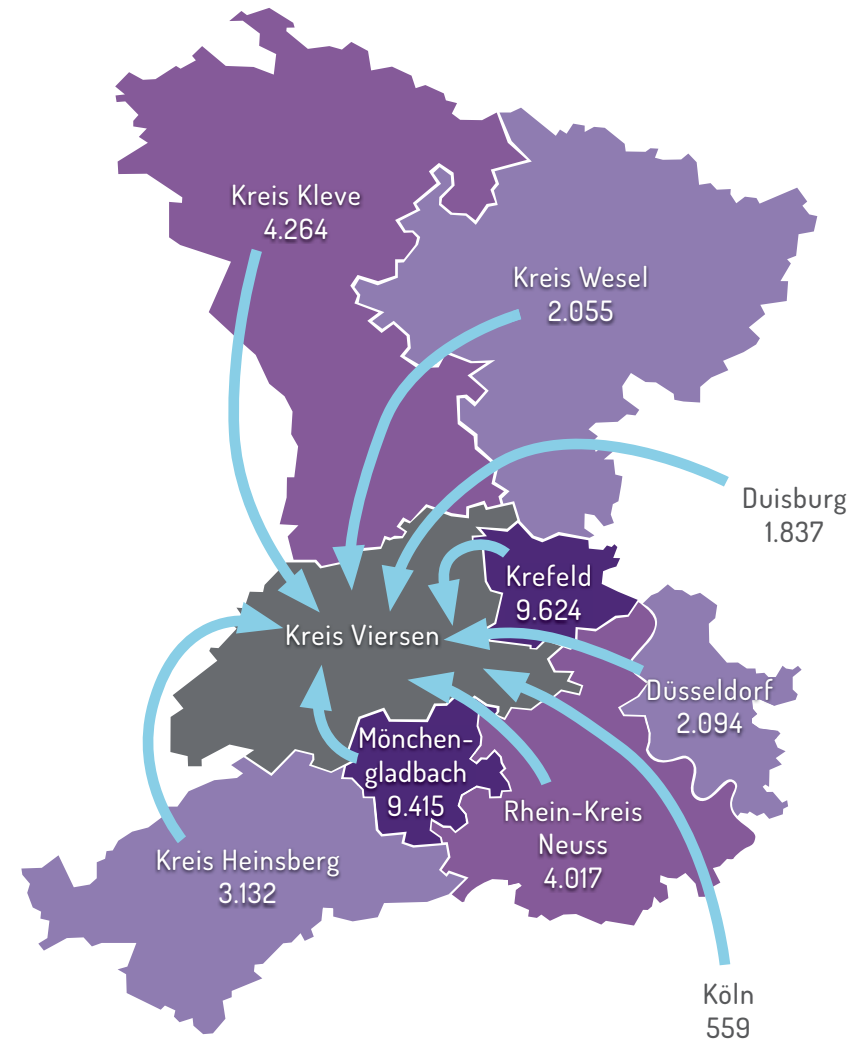 Kreis Kleve
4.264
Kreis Wesel
2.055
Duisburg
1.837
Krefeld
9.624
Kreis Viersen
Düsseldorf
2.094
Mönchen-
gladbach
9.415
Rhein-Kreis
Neuss
4.017
Kreis Heinsberg
3.132
Köln
559